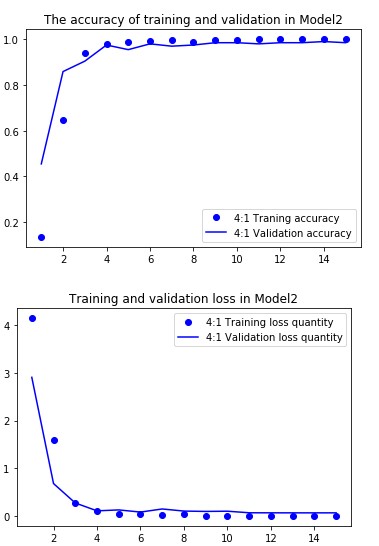 The accuracy of training and validation in Model2
1.0
0.8
0.6
0.4
0.2
4:1 Traning accuracy
4:1 Validation accuracy
2 4 6 8 10 12 14
Training and validation loss in Model2
4
3
2
1
0
4:1 Training loss quantity
4:1 Validation loss quantity
2 4 6 8 10 12 14